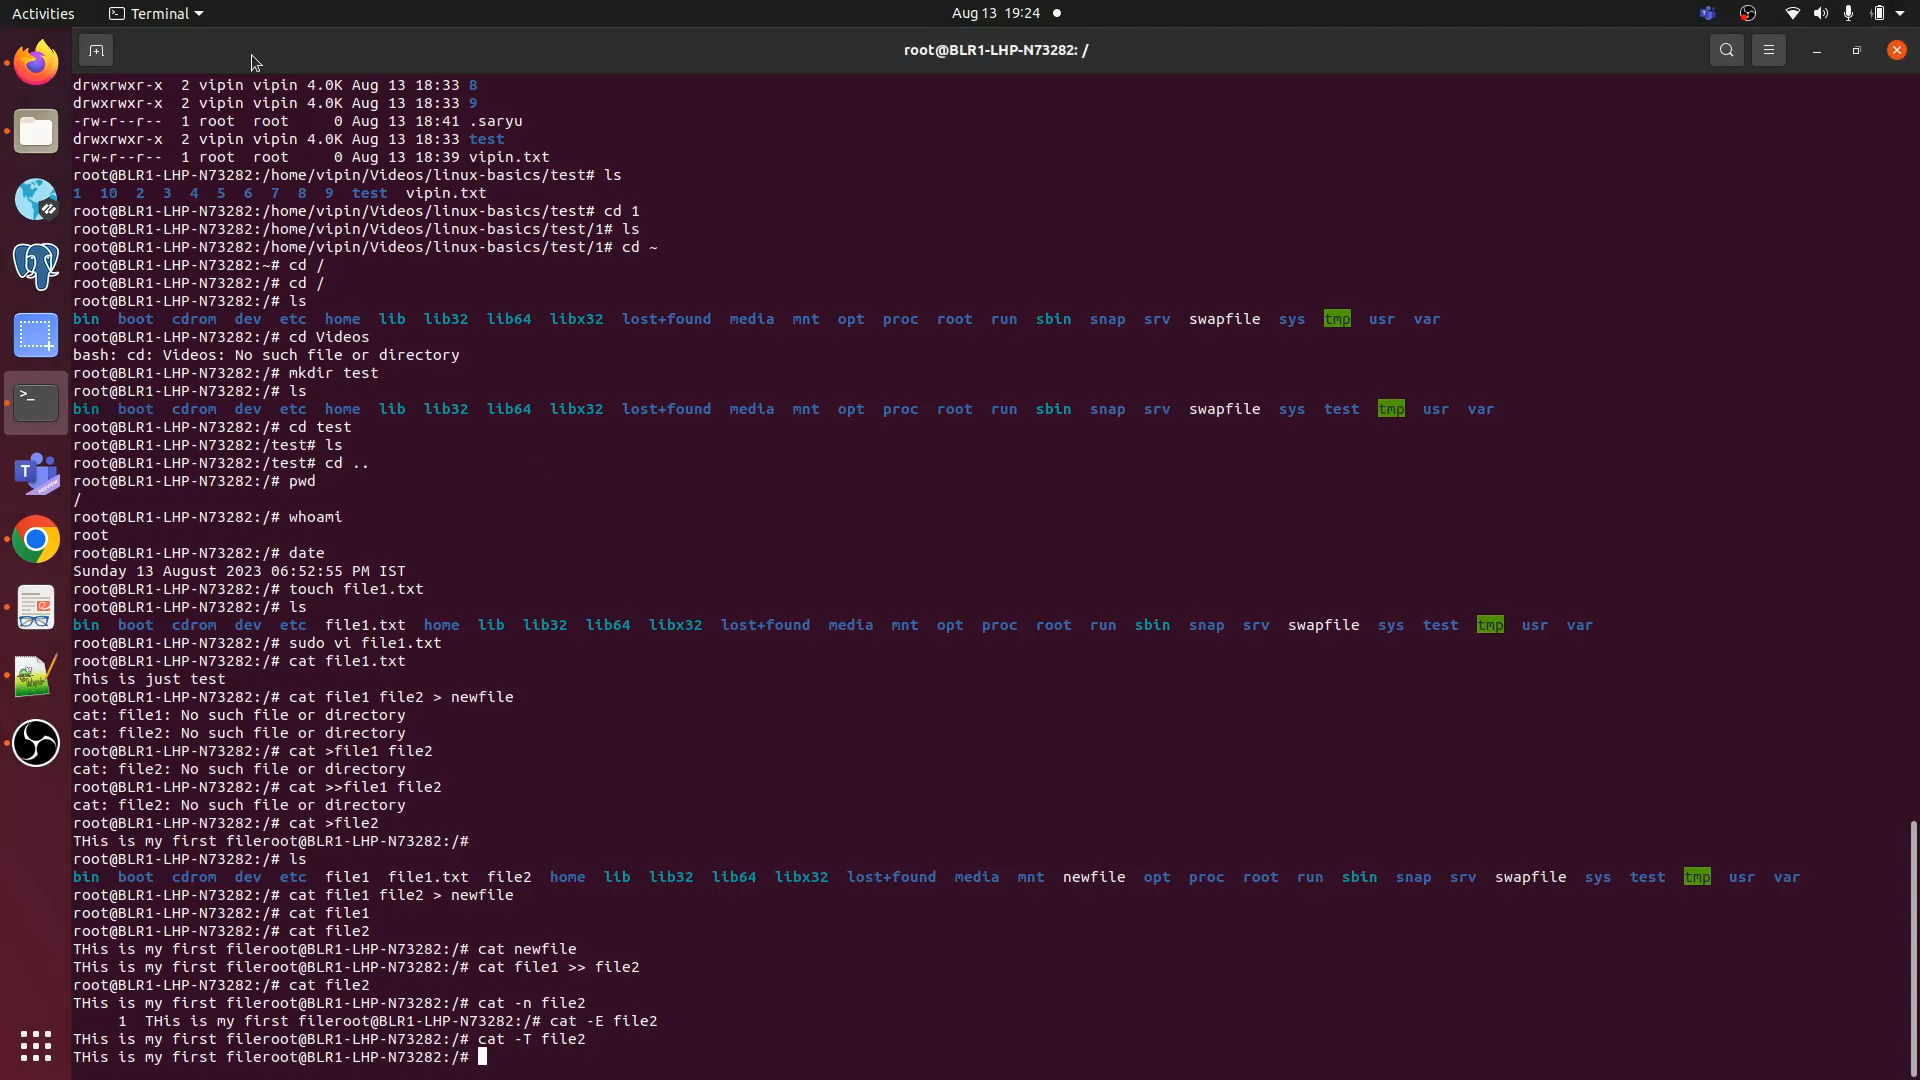 Activities
Terminal
Aug 13 19:24
root@BLR1-LHP-N73282: /
drwxrwxr-x  2 vipin vipin 4.0K Aug 13 18:33 8
drwxrwxr-x  2 vipin vipin 4.0K Aug 13 18:33 9
-rw-r--r--  1 root  root     0 Aug 13 18:41 .saryu
drwxrwxr-x  2 vipin vipin 4.0K Aug 13 18:33 test
-rw-r--r--  1 root  root     0 Aug 13 18:39 vipin.txt
root@BLR1-LHP-N73282:/home/vipin/Videos/linux-basics/test# ls
1  10  2  3  4  5  6  7  8  9  test  vipin.txt
root@BLR1-LHP-N73282:/home/vipin/Videos/linux-basics/test# cd 1
root@BLR1-LHP-N73282:/home/vipin/Videos/linux-basics/test/1# ls
root@BLR1-LHP-N73282:/home/vipin/Videos/linux-basics/test/1# cd ~
root@BLR1-LHP-N73282:~# cd /
root@BLR1-LHP-N73282:/# cd /
root@BLR1-LHP-N73282:/# ls
bin  boot  cdrom  dev  etc  home  lib  lib32  lib64  libx32  lost+found  media  mnt  opt  proc  root  run  sbin  snap  srv  swapfile  sys  tmp  usr  var
root@BLR1-LHP-N73282:/# cd Videos
bash: cd: Videos: No such file or directory
root@BLR1-LHP-N73282:/# mkdir test
root@BLR1-LHP-N73282:/# ls
bin  boot  cdrom  dev  etc  home  lib  lib32  lib64  libx32  lost+found  media  mnt  opt  proc  root  run  sbin  snap  srv  swapfile  sys  test  tmp  usr  var
root@BLR1-LHP-N73282:/# cd test
root@BLR1-LHP-N73282:/test# ls
root@BLR1-LHP-N73282:/test# cd ..
root@BLR1-LHP-N73282:/# pwd
/
root@BLR1-LHP-N73282:/# whoami
root
root@BLR1-LHP-N73282:/# date
Sunday 13 August 2023 06:52:55 PM IST
root@BLR1-LHP-N73282:/# touch file1.txt
root@BLR1-LHP-N73282:/# ls
bin  boot  cdrom  dev  etc  file1.txt  home  lib  lib32  lib64  libx32  lost+found  media  mnt  opt  proc  root  run  sbin  snap  srv  swapfile  sys  test  tmp  usr  var
root@BLR1-LHP-N73282:/# sudo vi file1.txt
root@BLR1-LHP-N73282:/# cat file1.txt
This is just test
root@BLR1-LHP-N73282:/# cat file1 file2 > newfile
cat: file1: No such file or directory
cat: file2: No such file or directory
root@BLR1-LHP-N73282:/# cat >file1 file2
cat: file2: No such file or directory
root@BLR1-LHP-N73282:/# cat >>file1 file2
cat: file2: No such file or directory
root@BLR1-LHP-N73282:/# cat >file2
THis is my first fileroot@BLR1-LHP-N73282:/#
root@BLR1-LHP-N73282:/# ls
bin  boot  cdrom  dev  etc  file1  file1.txt  file2  home  lib  lib32  lib64  libx32  lost+found  media  mnt  newfile  opt  proc  root  run  sbin  snap  srv  swapfile  sys  test  tmp  usr  var
root@BLR1-LHP-N73282:/# cat file1 file2 > newfile
root@BLR1-LHP-N73282:/# cat file1
root@BLR1-LHP-N73282:/# cat file2
THis is my first fileroot@BLR1-LHP-N73282:/# cat newfile
THis is my first fileroot@BLR1-LHP-N73282:/# cat file1 >> file2
root@BLR1-LHP-N73282:/# cat file2
THis is my first fileroot@BLR1-LHP-N73282:/# cat -n file2
1  THis is my first fileroot@BLR1-LHP-N73282:/# cat -E file2
THis is my first fileroot@BLR1-LHP-N73282:/# cat -T file2
THis is my first fileroot@BLR1-LHP-N73282:/#